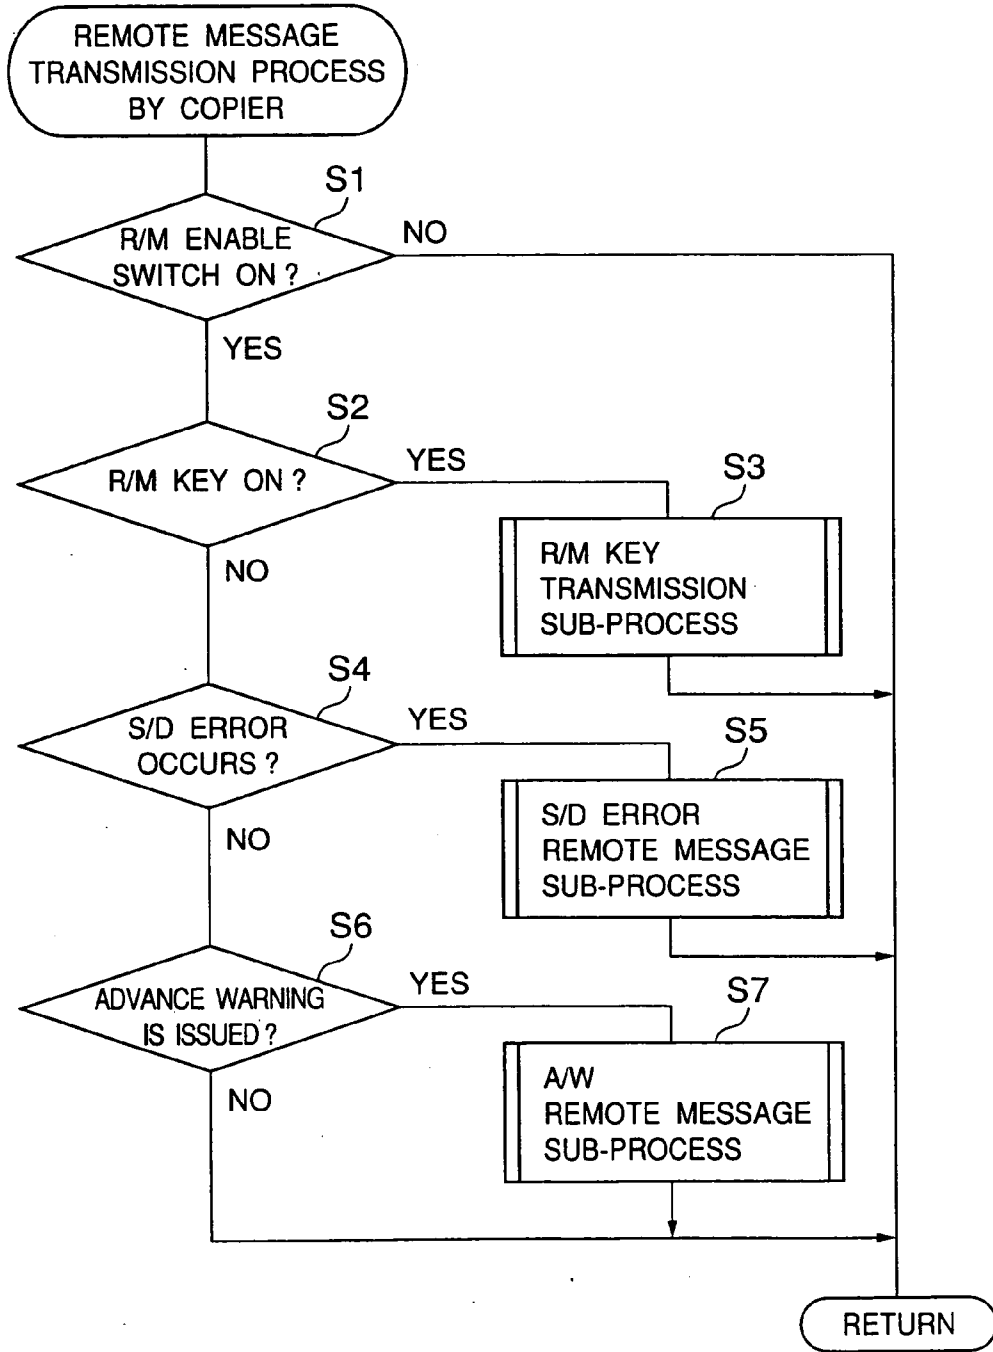 REMOTE MESSAGE
TRANSMISSION PROCESS
BY COPIER
S1
R/M ENABLE
SWITCH ON ?
NO
YES
S2
R/M KEY ON ?
YES
NO
S3
R/M KEY
TRANSMISSION
SUB-PROCESS
S4
S/D ERROR
OCCURS ?
YES
NO
S5
S/D ERROR
REMOTE MESSAGE
SUB-PROCESS
S6
ADVANCE WARNING
IS ISSUED ?
YES
NO
S7
A/W
REMOTE MESSAGE
SUB-PROCESS
RETURN